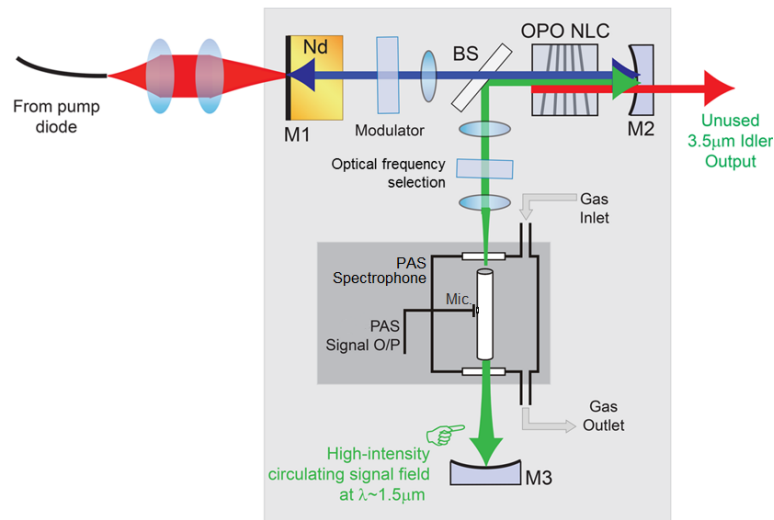 From pump
diode
Nd
M1
Modulator
BS
OPO NLC
M2
Unused
3.5μm Idler
Output
Optical frequency
selection
Gas
Inlet
PAS
Spectrophone
Mic.
PAS
Signal O/P
Gas
Outlet
High-intensity
circulating signal field
at λ~1.5μm
M3